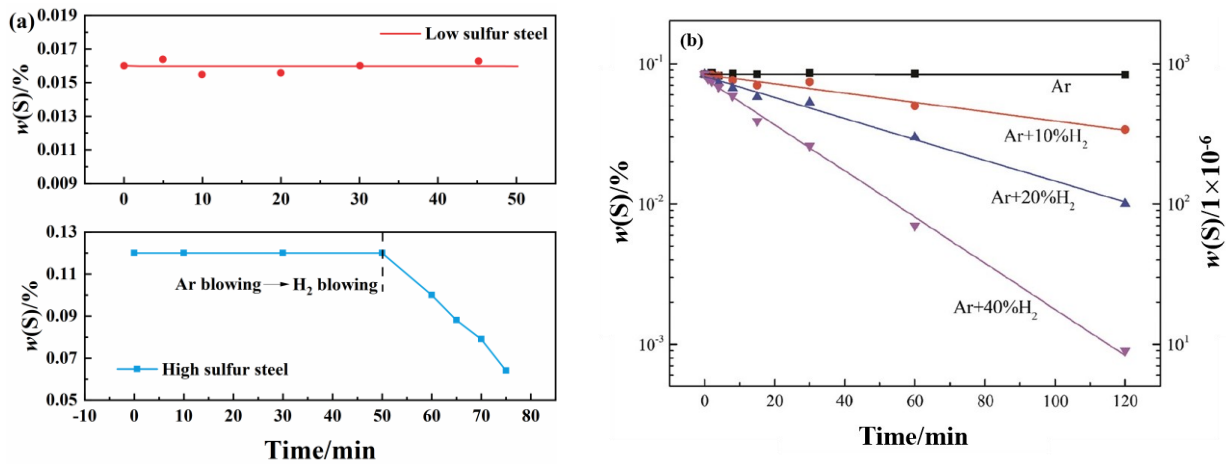 (a)
0.019
0.017
0.015
0.013
0.011
0.009
w(S)/%
Low sulfur steel
0 10 20 30 40 50
0.13
0.11
0.09
0.07
0.05
w(S)/%
Ar blowing → H2 blowing
High sulfur steel
-10 0 10 20 30 40 50 60 70 80
Time/min
(b)
10-1
10-2
10-3
w(S)/%
Ar
Ar+10%H2
Ar+20%H2
Ar+40%H2
103
102
101
w(S)/1×10-6
0 20 40 60 80 100 120
Time/min